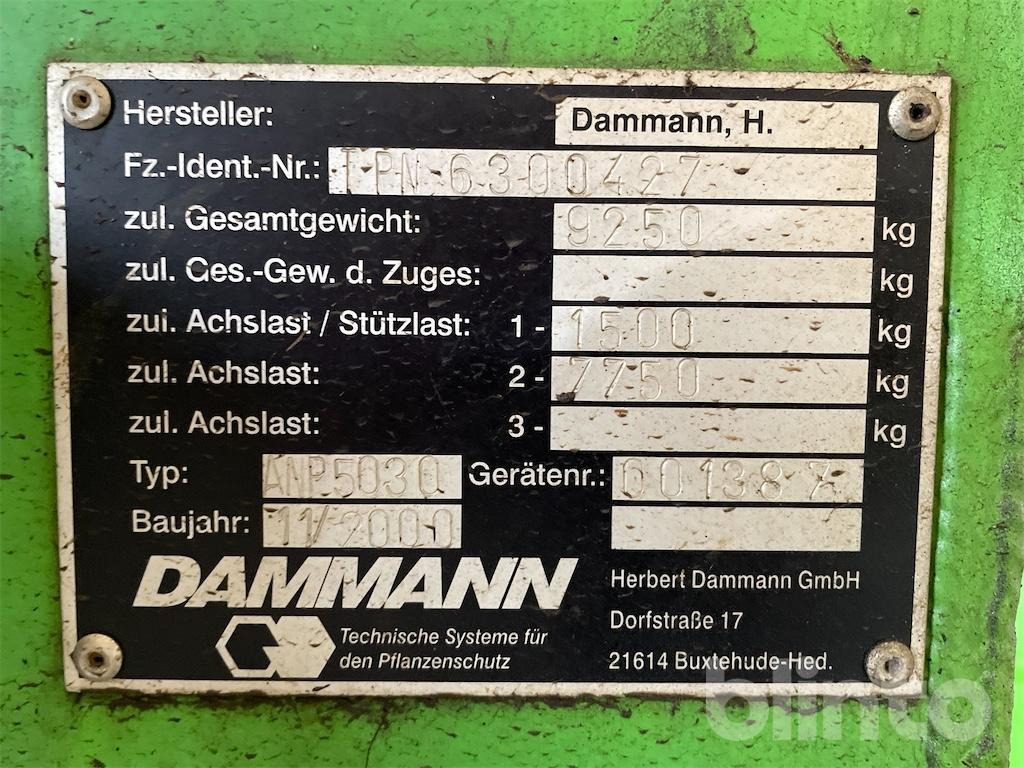 Hersteller: Dammann, H.
Fz.-Ident.-Nr.: TPN 6300427
zul. Gesamtgewicht: 9250 kg
zul. Ges.-Gew. d. Zuges: kg
zul. Achslast / Stützlast: 1- 1500 kg
zul. Achslast: 2- 7750 kg
zul. Achslast: 3- kg
Typ: ANP5030 Gerätenr.: 001387
Baujahr: 11/2000
DAMMANN
Technische Systeme für
den Pflanzenschutz
Herbert Dammann GmbH
Dorfstraße 17
21614 Buxtehude-Hed.
blinto